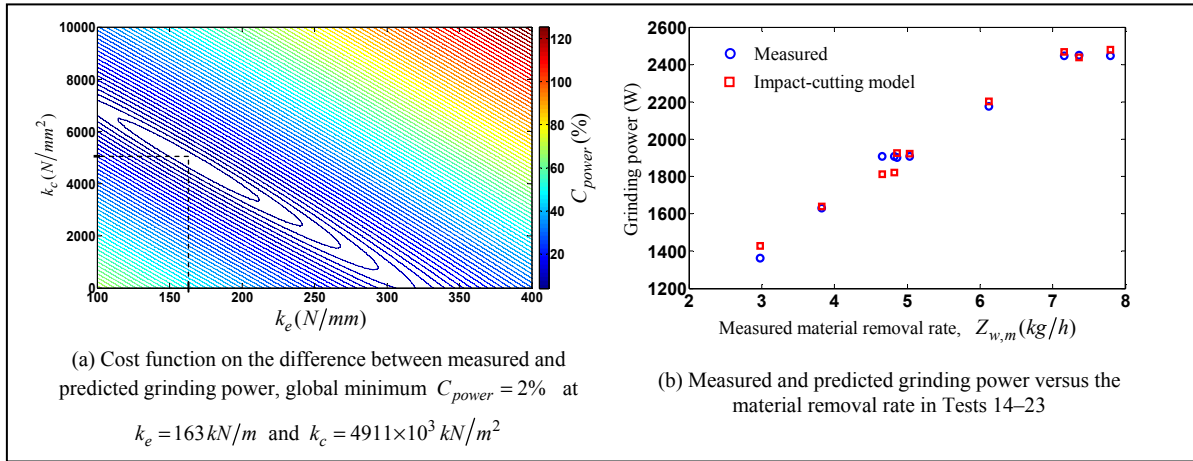 10000
8000
6000
4000
2000
0
k_c (N/mm²)
100 150 200 250 300 350 400
k_e (N/mm)
120
100
80
60
40
20
C_power (%)
(a) Cost function on the difference between measured and
predicted grinding power, global minimum C_power = 2% at
k_e = 163 kN/m and k_c = 4911×10³ kN/m²
2600
2400
2200
2000
1800
1600
1400
1200
Grinding power (W)
Measured
Impact-cutting model
2 3 4 5 6 7 8
Measured material removal rate, Z_w,m (kg/h)
(b) Measured and predicted grinding power versus the
material removal rate in Tests 14–23